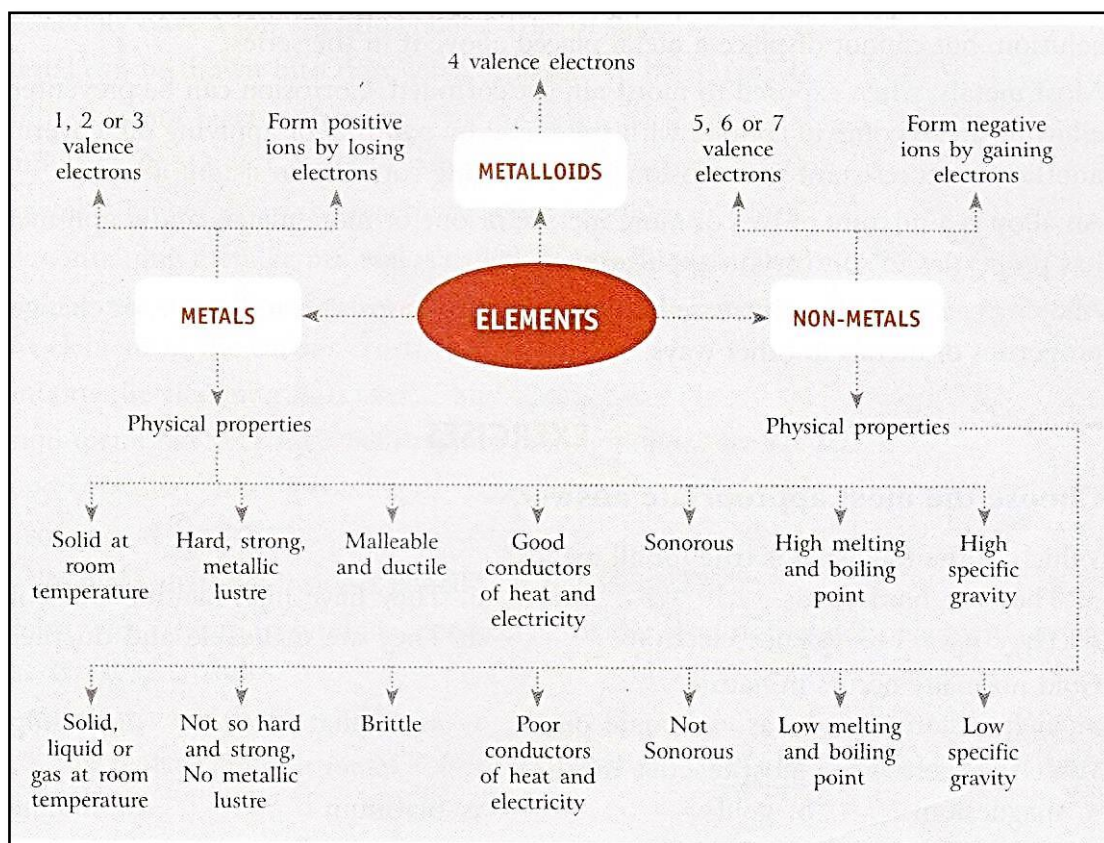 4 valence electrons
1, 2 or 3
valence
electrons
Form positive
ions by losing
electrons
METALLOIDS
5, 6 or 7
valence
electrons
Form negative
ions by gaining
electrons
METALS
ELEMENTS
NON-METALS
Physical properties
Physical properties
Solid at
room
temperature
Hard, strong,
metallic
lustre
Malleable
and ductile
Good
conductors
of heat and
electricity
Sonorous
High melting
and boiling
point
High
specific
gravity
Solid,
liquid or
gas at room
temperature
Not so hard
and strong,
No metallic
lustre
Brittle
Poor
conductors
of heat and
electricity
Not
Sonorous
Low melting
and boiling
point
Low
specific
gravity